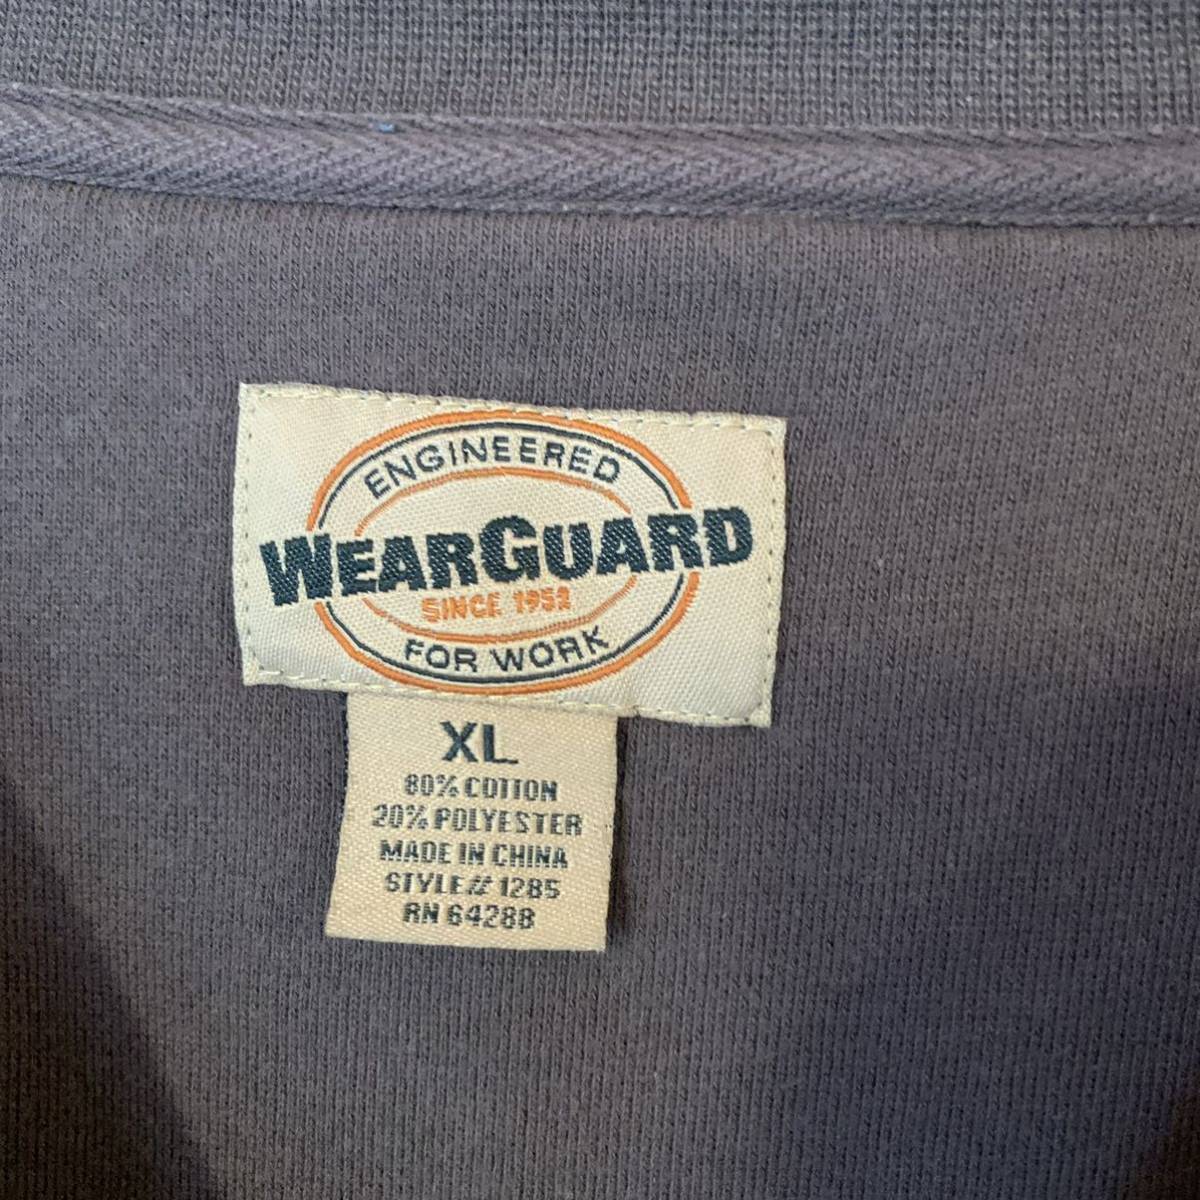 ENGINEERED
WEARGUARD
SINCE 1952
FOR WORK
XL
80% COTTON
20% POLYESTER
MADE IN CHINA
STYLE# 1285
RN 64288